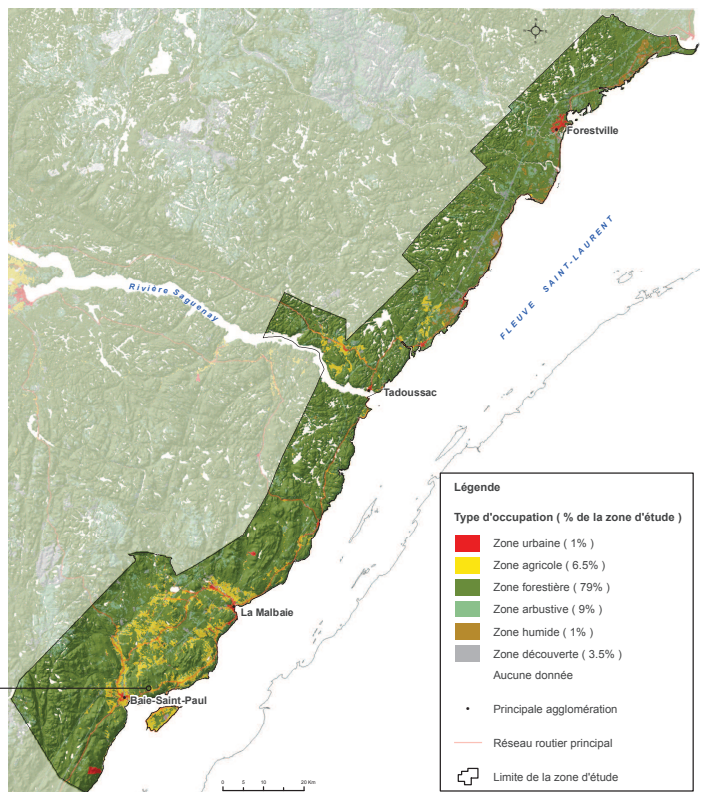 Forestville
FLEUVE SAINT-LAURENT
Rivière Saguenay
Tadoussac
La Malbaie
Baie-Saint-Paul
0 5 10 20 Km
Légende
Type d'occupation ( % de la zone d'étude )
Zone urbaine ( 1% )
Zone agricole ( 6.5% )
Zone forestière ( 79% )
Zone arbustive ( 9% )
Zone humide ( 1% )
Zone découverte ( 3.5% )
Aucune donnée
Principale agglomération
Réseau routier principal
Limite de la zone d'étude